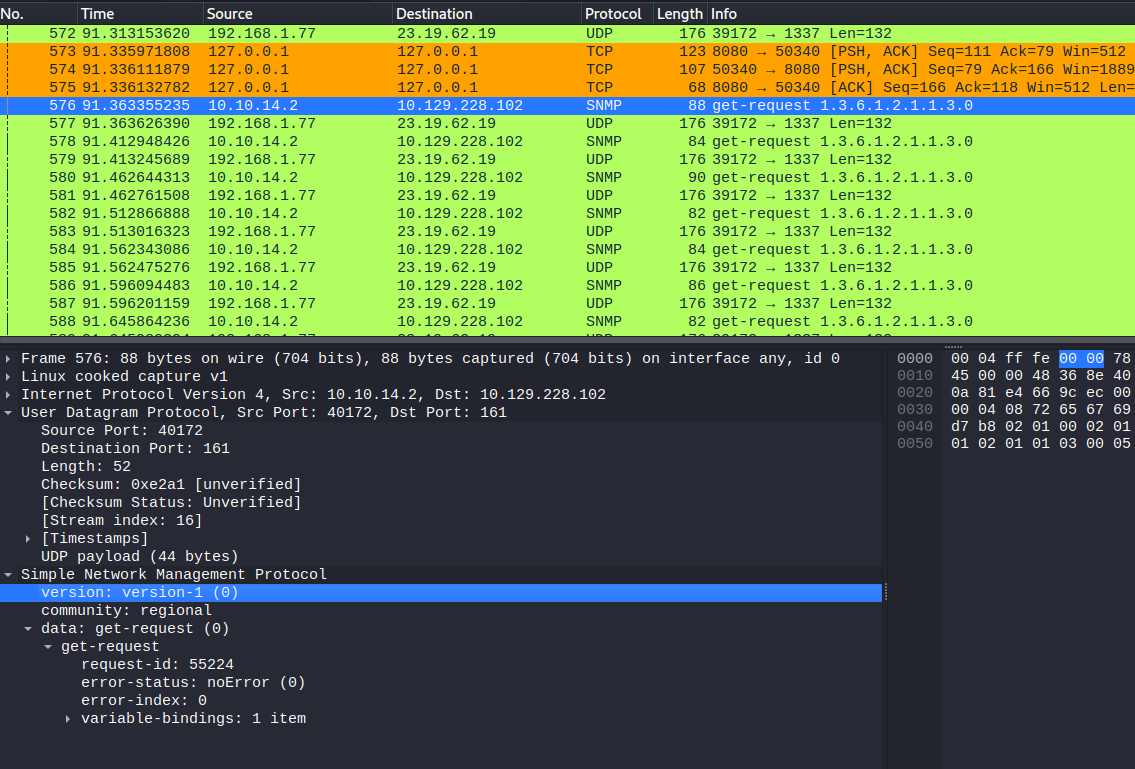 No. Time Source Destination Protocol Length Info
572 91.313153620 192.168.1.77 23.19.62.19 UDP 176 39172 → 1337 Len=132
573 91.335971808 127.0.0.1 127.0.0.1 TCP 123 8080 → 50340 [PSH, ACK] Seq=111 Ack=79 Win=512
574 91.336111879 127.0.0.1 127.0.0.1 TCP 107 50340 → 8080 [PSH, ACK] Seq=79 Ack=166 Win=1889
575 91.336132782 127.0.0.1 127.0.0.1 TCP 68 8080 → 50340 [ACK] Seq=166 Ack=118 Win=512 Len=
576 91.363355235 10.10.14.2 10.129.228.102 SNMP 88 get-request 1.3.6.1.2.1.1.3.0
577 91.363626390 192.168.1.77 23.19.62.19 UDP 176 39172 → 1337 Len=132
578 91.412948426 10.10.14.2 10.129.228.102 SNMP 84 get-request 1.3.6.1.2.1.1.3.0
579 91.413245689 192.168.1.77 23.19.62.19 UDP 176 39172 → 1337 Len=132
580 91.462644313 10.10.14.2 10.129.228.102 SNMP 90 get-request 1.3.6.1.2.1.1.3.0
581 91.462761508 192.168.1.77 23.19.62.19 UDP 176 39172 → 1337 Len=132
582 91.512866888 10.10.14.2 10.129.228.102 SNMP 82 get-request 1.3.6.1.2.1.1.3.0
583 91.513016323 192.168.1.77 23.19.62.19 UDP 176 39172 → 1337 Len=132
584 91.562343086 10.10.14.2 10.129.228.102 SNMP 84 get-request 1.3.6.1.2.1.1.3.0
585 91.562475276 192.168.1.77 23.19.62.19 UDP 176 39172 → 1337 Len=132
586 91.596094483 10.10.14.2 10.129.228.102 SNMP 86 get-request 1.3.6.1.2.1.1.3.0
587 91.596201159 192.168.1.77 23.19.62.19 UDP 176 39172 → 1337 Len=132
588 91.645864236 10.10.14.2 10.129.228.102 SNMP 82 get-request 1.3.6.1.2.1.1.3.0
Frame 576: 88 bytes on wire (704 bits), 88 bytes captured (704 bits) on interface any, id 0
Linux cooked capture v1
Internet Protocol Version 4, Src: 10.10.14.2, Dst: 10.129.228.102
User Datagram Protocol, Src Port: 40172, Dst Port: 161
Source Port: 40172
Destination Port: 161
Length: 52
Checksum: 0xe2a1 [unverified]
[Checksum Status: Unverified]
[Stream index: 16]
[Timestamps]
UDP payload (44 bytes)
Simple Network Management Protocol
version: version-1 (0)
community: regional
data: get-request (0)
get-request
request-id: 55224
error-status: noError (0)
error-index: 0
variable-bindings: 1 item
0000 00 04 ff fe 00 00 78
0010 45 00 00 48 36 8e 40
0020 0a 81 e4 66 9c ec 00
0030 00 04 08 72 65 67 69
0040 d7 b8 02 01 00 02 01
0050 01 02 01 01 03 00 05